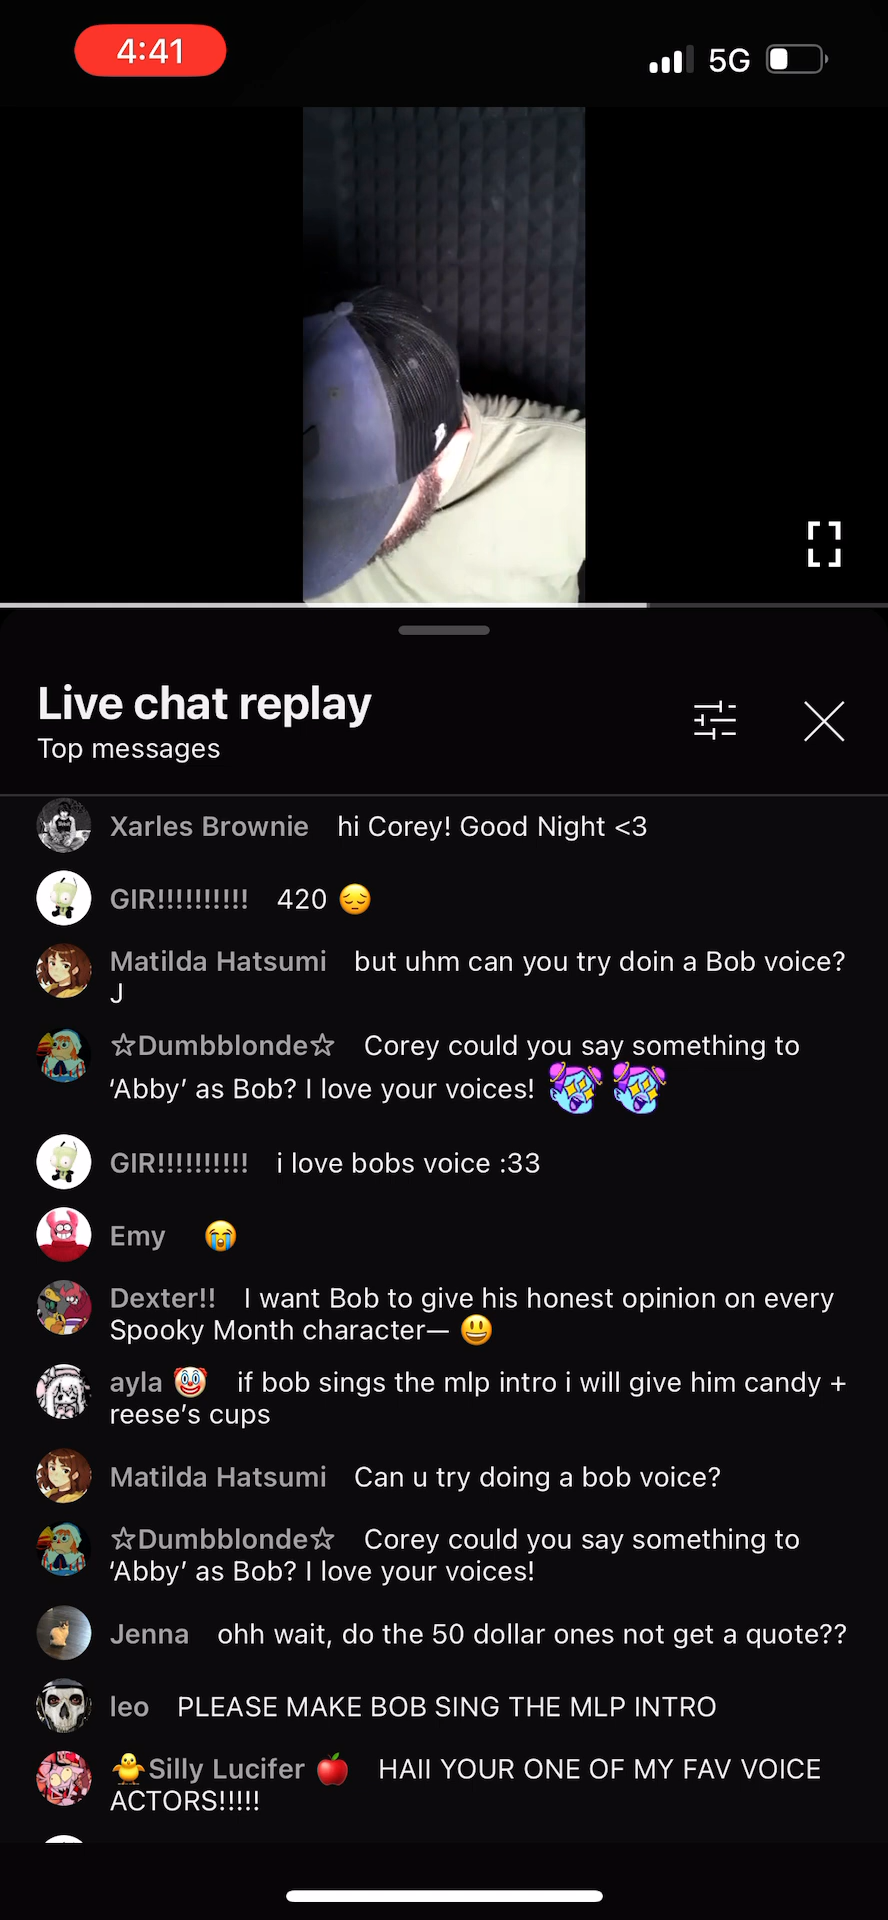 4:41
5G
Live chat replay
Top messages
Xarles Brownie hi Corey! Good Night <3
GIR!!!!!!!!!! 420 😔
Matilda Hatsumi but uhm can you try doin a Bob voice?
J
☆Dumbblonde☆ Corey could you say something to
‘Abby’ as Bob? I love your voices!
GIR!!!!!!!!!! i love bobs voice :33
Emy 😭
Dexter!! I want Bob to give his honest opinion on every
Spooky Month character— 😃
ayla 🤡 if bob sings the mlp intro i will give him candy +
reese’s cups
Matilda Hatsumi Can u try doing a bob voice?
☆Dumbblonde☆ Corey could you say something to
‘Abby’ as Bob? I love your voices!
Jenna ohh wait, do the 50 dollar ones not get a quote??
leo PLEASE MAKE BOB SING THE MLP INTRO
🐥Silly Lucifer 🍎 HAII YOUR ONE OF MY FAV VOICE
ACTORS!!!!!